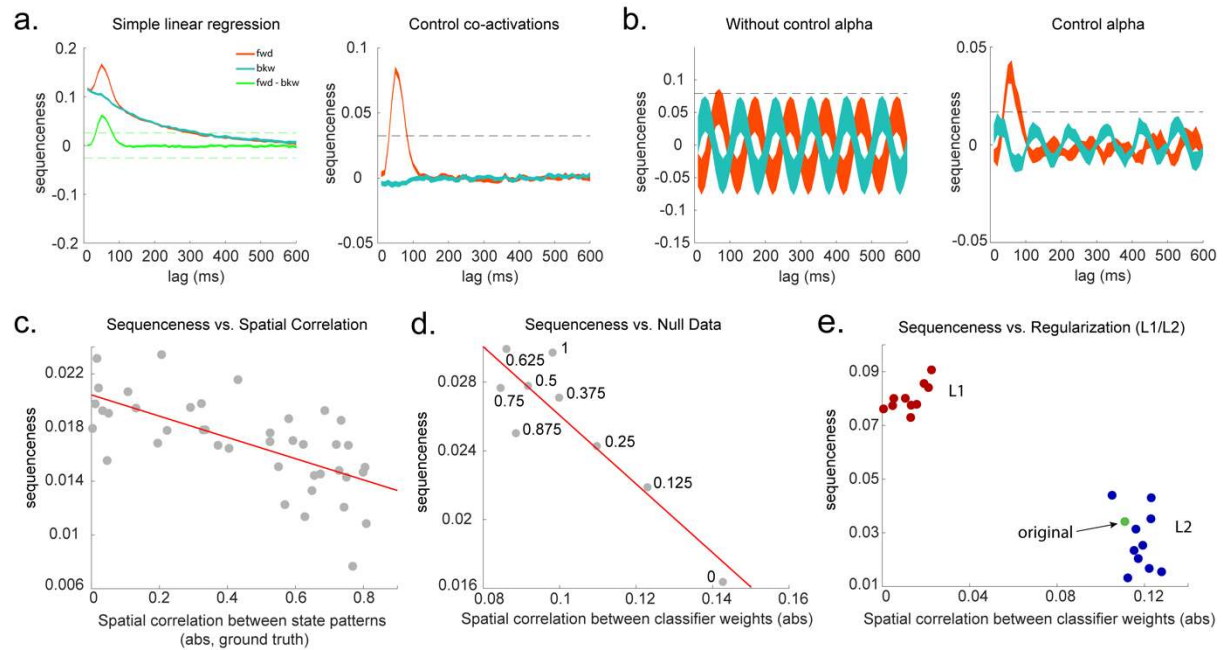 a.
Simple linear regression
0.2
0.1
0
-0.1
-0.2
sequenceness
fwd
bkw
fwd - bkw
0 100 200 300 400 500 600
lag (ms)
Control co-activations
0.1
0.05
0
-0.05
sequenceness
0 100 200 300 400 500 600
lag (ms)
b.
Without control alpha
0.1
0.05
0
-0.05
-0.1
-0.15
sequenceness
0 100 200 300 400 500 600
lag (ms)
Control alpha
0.05
0
-0.05
sequenceness
0 100 200 300 400 500 600
lag (ms)
c.
Sequenceness vs. Spatial Correlation
0.022
0.018
0.014
0.01
0.006
sequenceness
0 0.2 0.4 0.6 0.8
Spatial correlation between state patterns
(abs, ground truth)
d.
Sequenceness vs. Null Data
0.028
0.024
0.02
0.016
sequenceness
1
0.625
0.5
0.75
0.375
0.875
0.25
0.125
0
0.08 0.1 0.12 0.14 0.16
Spatial correlation between classifier weights (abs)
e.
Sequenceness vs. Regularization (L1/L2)
0.09
0.07
0.05
0.03
0.01
sequenceness
L1
L2
original
0 0.04 0.08 0.12
Spatial correlation between classifier weights (abs)